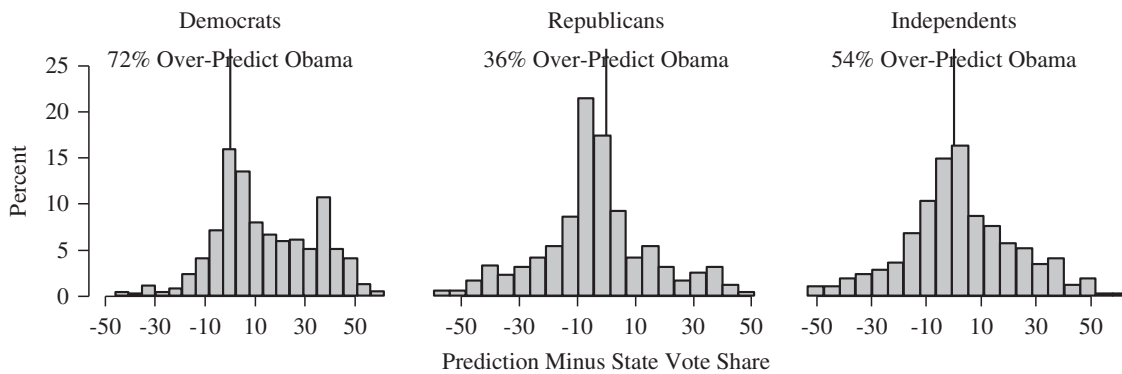 Democrats Republicans Independents
72% Over-Predict Obama 36% Over-Predict Obama 54% Over-Predict Obama
25
20
15
10
5
0
Percent
-50 -30 -10 10 30 50 -50 -30 -10 10 30 50 -50 -30 -10 10 30 50
Prediction Minus State Vote Share